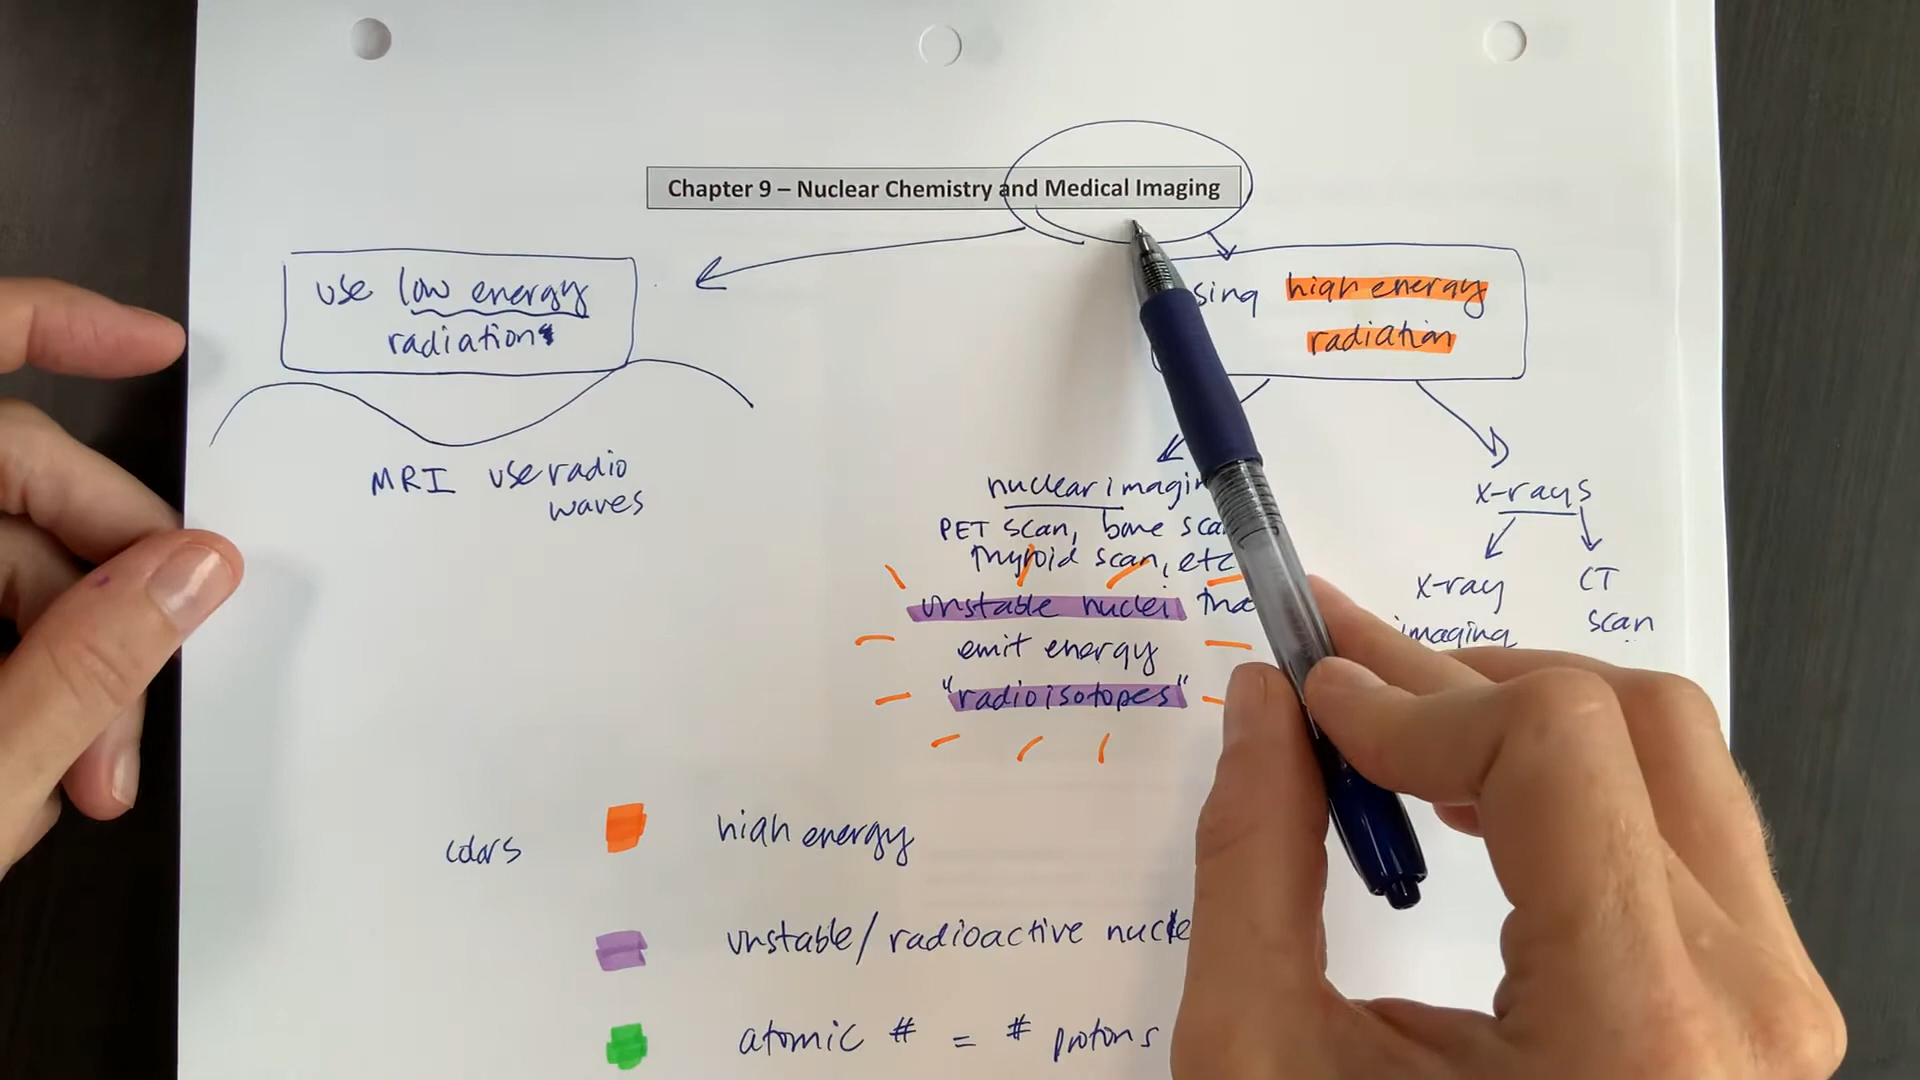 Chapter 9 – Nuclear Chemistry and Medical Imaging
use low energy
radiation
sing high energy
radiation
MRI use radio
waves
nuclear imagin
PET scan, bone sca
thyroid scan, etc
unstable nuclei tha
emit energy
"radioisotopes"
x-rays
x-ray
imaging
CT
scan
colors
high energy
unstable/radioactive nucle
atomic # = # protons